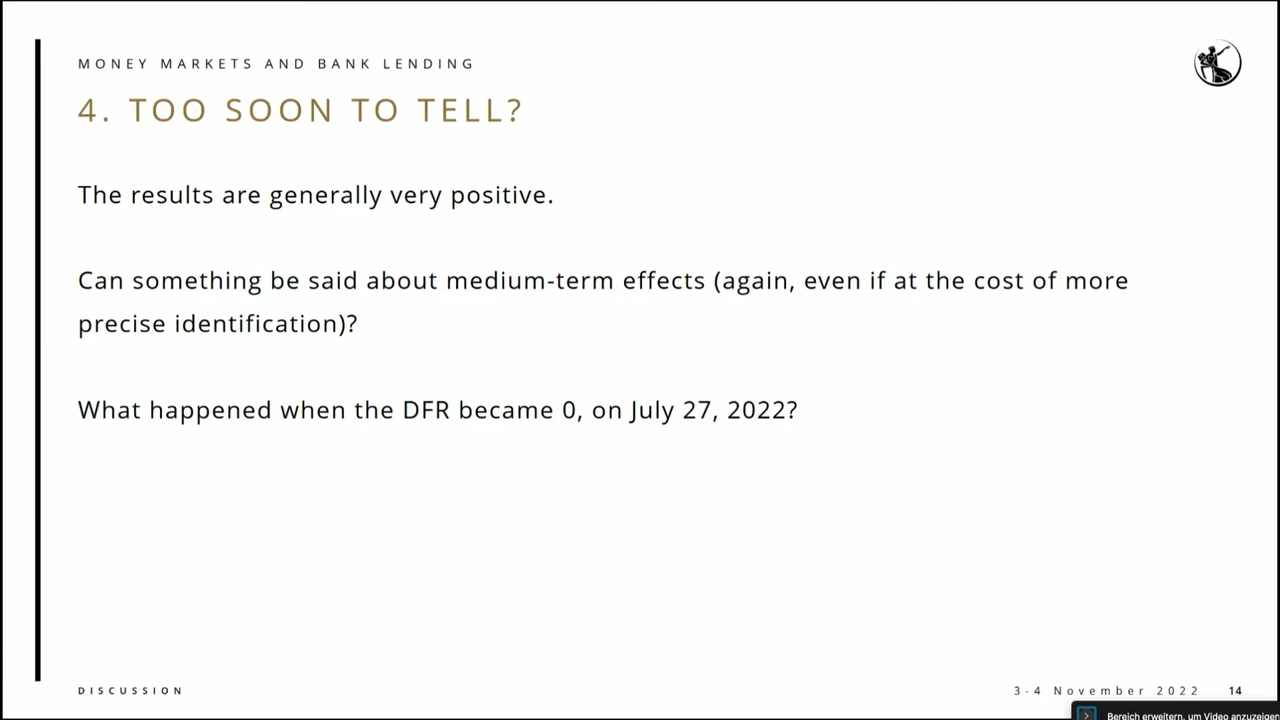 MONEY MARKETS AND BANK LENDING
4. TOO SOON TO TELL?
The results are generally very positive.
Can something be said about medium-term effects (again, even if at the cost of more
precise identification)?
What happened when the DFR became 0, on July 27, 2022?
DISCUSSION
3-4 November 2022 14
Bereich erweitern, um Video anzuzeigen